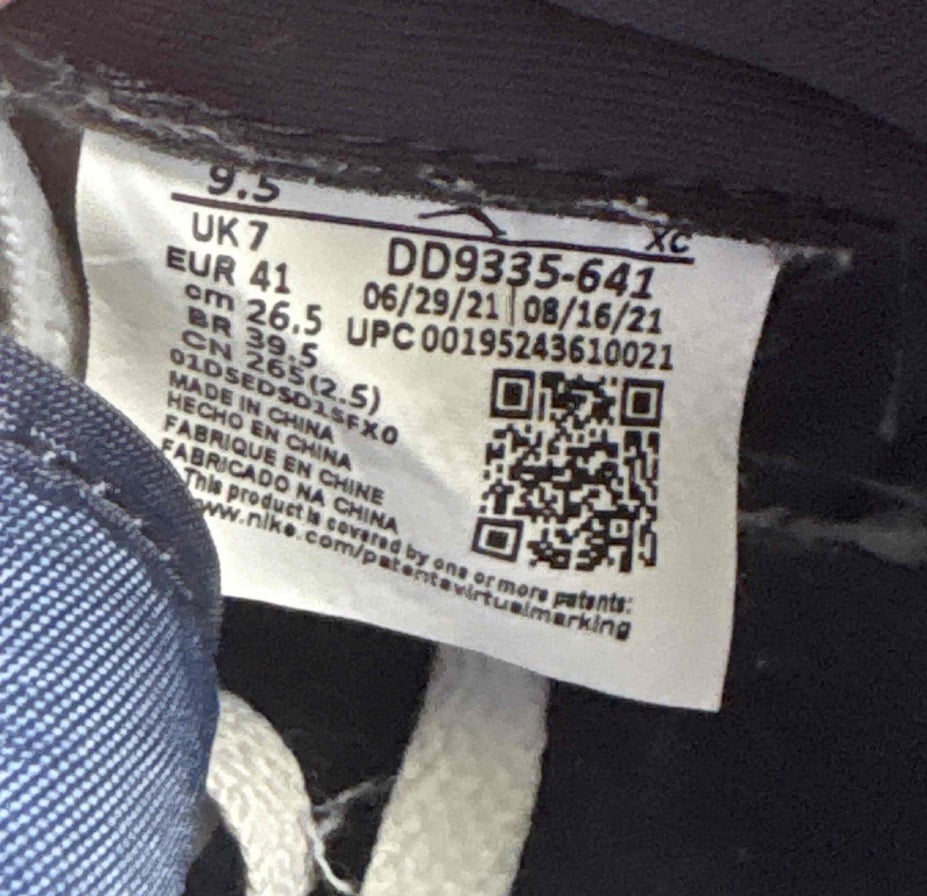 9.5
XC
UK 7
DD9335-641
EUR 41
06/29/21 08/16/21
cm 26.5
UPC 00195243610021
BR 39.5
CN 265(2.5)
01DSEDSD1SFX0
MADE IN CHINA
HECHO EN CHINA
FABRIQUE EN CHINE
FABRICADO NA CHINA
This product is covered by one or more patents:
www.nike.com/patentsvirtualmarking